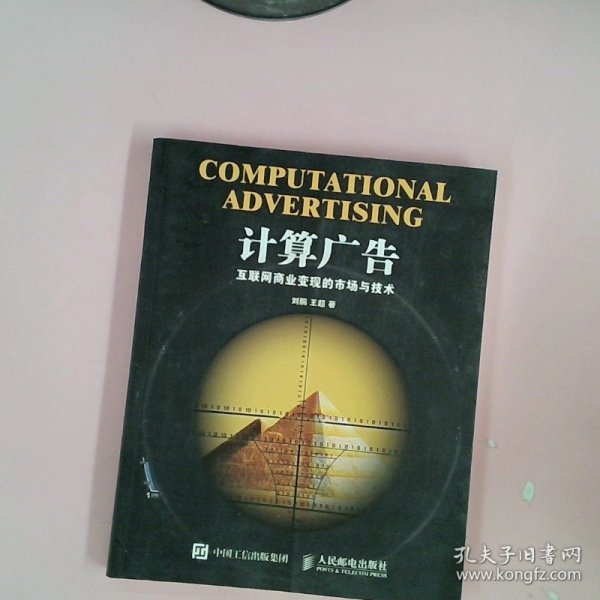 COMPUTATIONAL
ADVERTISING
计算广告
互联网商业变现的市场与技术
刘鹏 王超 著
中国工信出版集团
人民邮电出版社
POSTS & TELECOM PRESS
孔夫子旧书网
www.kongfz.com